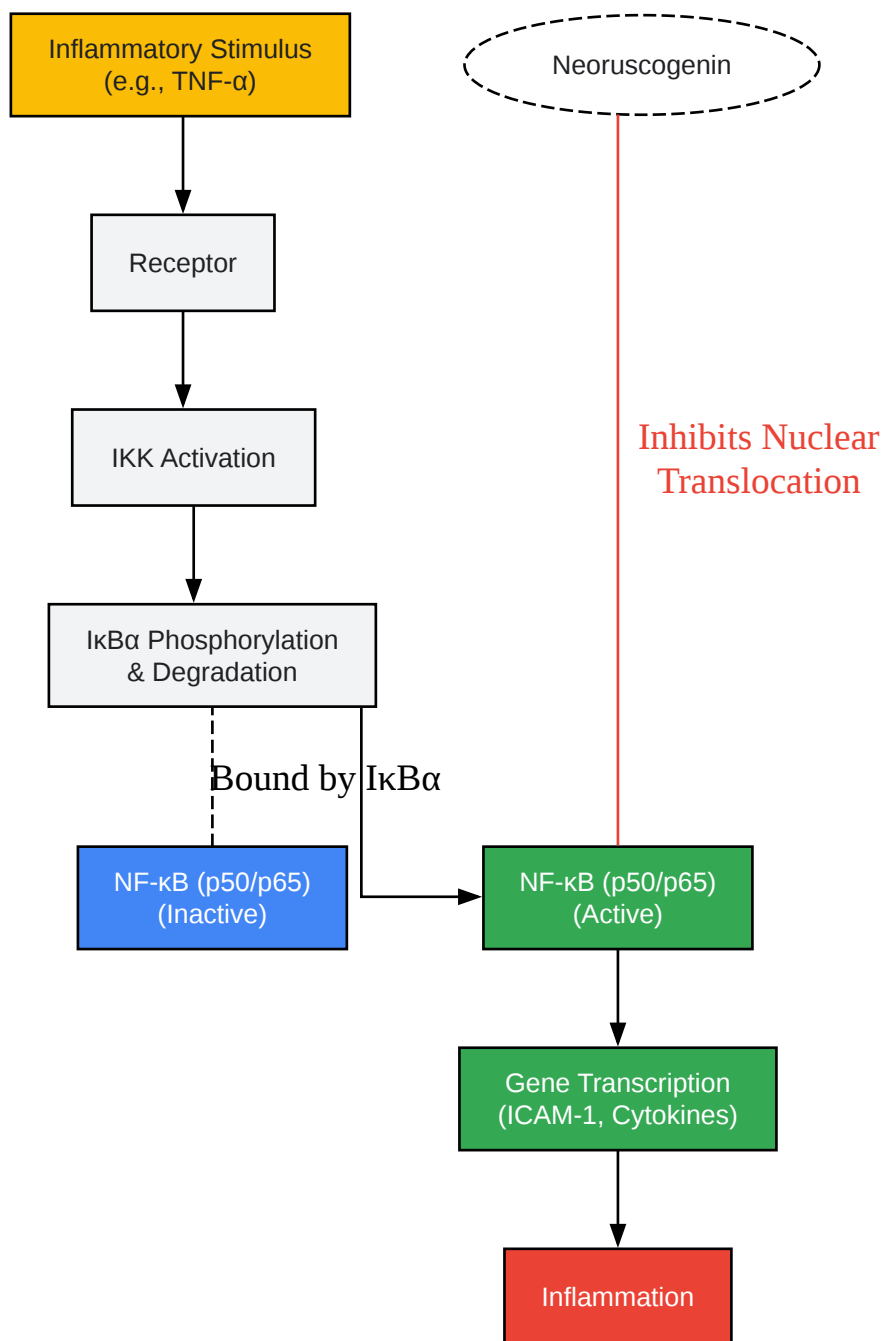 Inflammatory Stimulus
(e.g., TNF-α)
Neoruscogenin
Receptor
IKK Activation
Inhibits Nuclear
Translocation
IκBα Phosphorylation
& Degradation
Bound by IκBα
NF-κB (p50/p65)
(Inactive)
NF-κB (p50/p65)
(Active)
Gene Transcription
(ICAM-1, Cytokines)
Inflammation